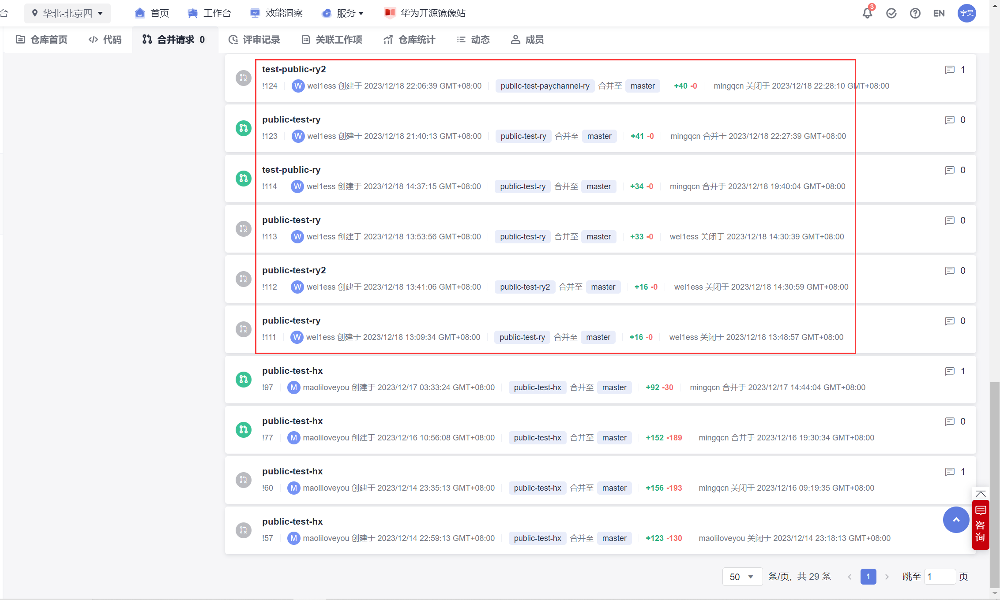 台 华北-北京四 首页 工作台 效能洞察 服务 华为开源镜像站 3 EN 宇昊
仓库首页 代码 合并请求 0 评审记录 关联工作项 仓库统计 动态 成员
test-public-ry2 1
!124 W wel1ess 创建于 2023/12/18 22:06:39 GMT+08:00 public-test-paychannel-ry 合并至 master +40 -0 mingqcn 关闭于 2023/12/18 22:28:10 GMT+08:00
public-test-ry 0
!123 W wel1ess 创建于 2023/12/18 21:40:13 GMT+08:00 public-test-ry 合并至 master +41 -0 mingqcn 合并于 2023/12/18 22:27:39 GMT+08:00
test-public-ry 0
!114 W wel1ess 创建于 2023/12/18 14:37:15 GMT+08:00 public-test-ry 合并至 master +34 -0 mingqcn 合并于 2023/12/18 19:40:04 GMT+08:00
public-test-ry 0
!113 W wel1ess 创建于 2023/12/18 13:53:56 GMT+08:00 public-test-ry 合并至 master +33 -0 wel1ess 关闭于 2023/12/18 14:30:39 GMT+08:00
public-test-ry2 0
!112 W wel1ess 创建于 2023/12/18 13:41:06 GMT+08:00 public-test-ry2 合并至 master +16 -0 wel1ess 关闭于 2023/12/18 14:30:59 GMT+08:00
public-test-ry 0
!111 W wel1ess 创建于 2023/12/18 13:09:34 GMT+08:00 public-test-ry 合并至 master +16 -0 wel1ess 关闭于 2023/12/18 13:48:57 GMT+08:00
public-test-hx 1
!97 M maoliloveyou 创建于 2023/12/17 03:33:24 GMT+08:00 public-test-hx 合并至 master +92 -30 mingqcn 合并于 2023/12/17 14:44:04 GMT+08:00
public-test-hx 0
!77 M maoliloveyou 创建于 2023/12/16 10:56:08 GMT+08:00 public-test-hx 合并至 master +152 -189 mingqcn 合并于 2023/12/16 19:30:34 GMT+08:00
public-test-hx 1
!60 M maoliloveyou 创建于 2023/12/14 23:35:13 GMT+08:00 public-test-hx 合并至 master +156 -193 mingqcn 关闭于 2023/12/16 09:19:35 GMT+08:00
public-test-hx
!57 M maoliloveyou 创建于 2023/12/14 22:59:13 GMT+08:00 public-test-hx 合并至 master +123 -130 maoliloveyou 关闭于 2023/12/14 23:18:13 GMT+08:00
咨
询
50 条/页, 共 29 条 1 跳至 1 页